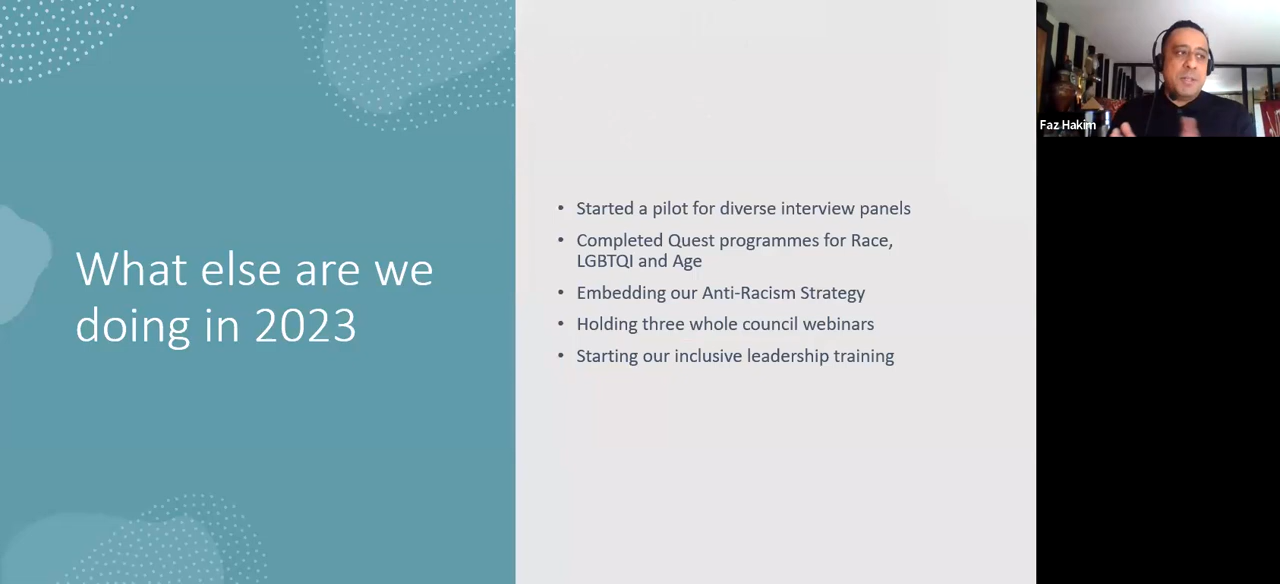 What else are we
doing in 2023
• Started a pilot for diverse interview panels
• Completed Quest programmes for Race,
LGBTQI and Age
• Embedding our Anti-Racism Strategy
• Holding three whole council webinars
• Starting our inclusive leadership training
Faz Hakim